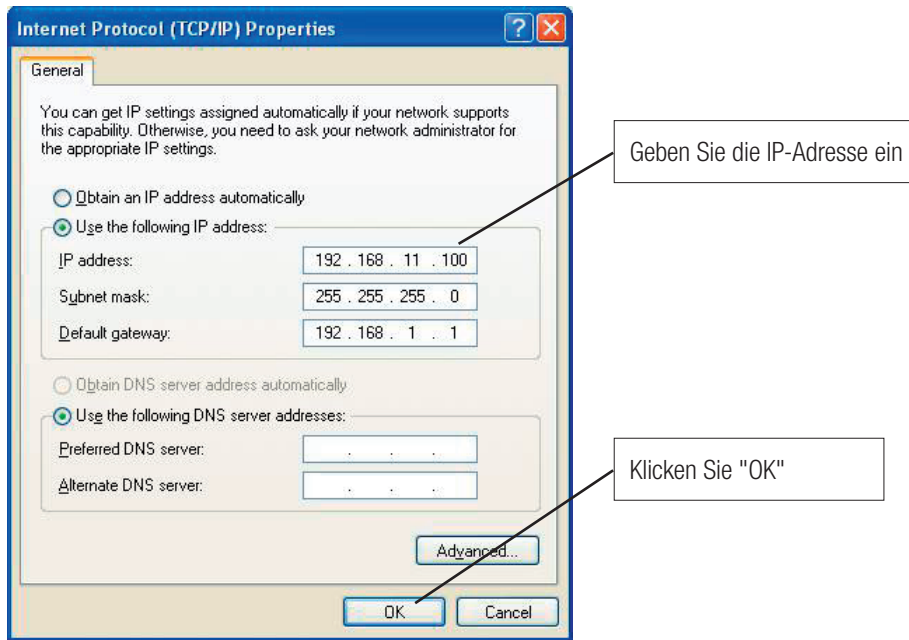 Internet Protocol (TCP/IP) Properties
General
You can get IP settings assigned automatically if your network supports
this capability. Otherwise, you need to ask your network administrator for
the appropriate IP settings.
Geben Sie die IP-Adresse ein
Obtain an IP address automatically
Use the following IP address:
IP address: 192 . 168 . 11 . 100
Subnet mask: 255 . 255 . 255 . 0
Default gateway: 192 . 168 . 1 . 1
Obtain DNS server address automatically
Use the following DNS server addresses:
Preferred DNS server: . . .
Klicken Sie "OK"
Alternate DNS server: . . .
Advanced...
OK Cancel